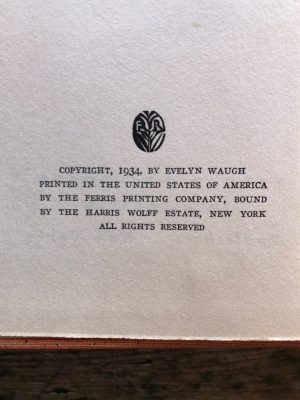 FR
COPYRIGHT, 1934, BY EVELYN WAUGH
PRINTED IN THE UNITED STATES OF AMERICA
BY THE FERRIS PRINTING COMPANY, BOUND
BY THE HARRIS WOLFF ESTATE, NEW YORK
ALL RIGHTS RESERVED